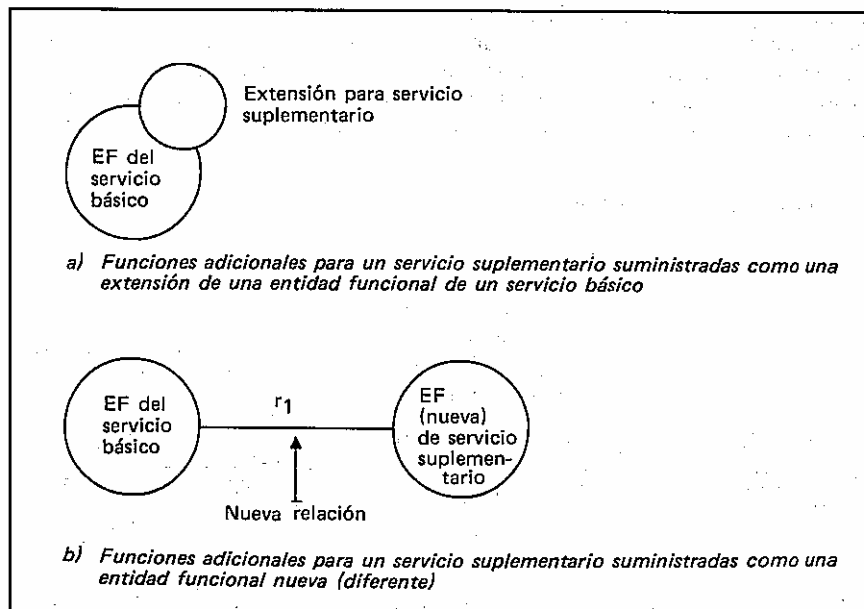 Extensión para servicio
suplementario
EF del
servicio
básico
a) Funciones adicionales para un servicio suplementario suministradas como una
extensión de una entidad funcional de un servicio básico
EF del
servicio
básico
r1
EF
(nueva)
de servicio
suplemen-
tario
Nueva relación
b) Funciones adicionales para un servicio suplementario suministradas como una
entidad funcional nueva (diferente)